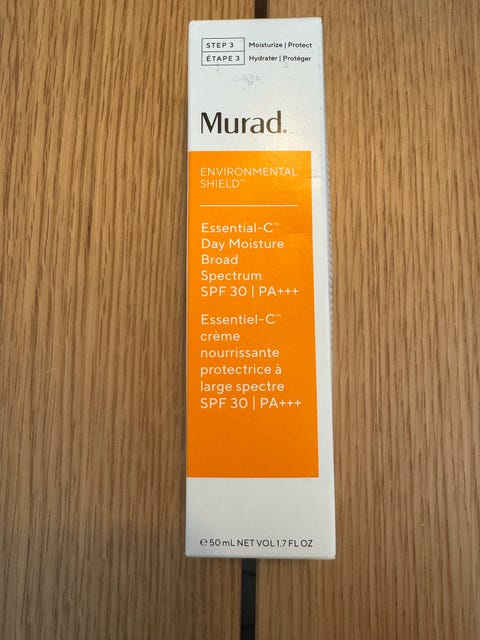 STEP 3 Moisturize | Protect
ÉTAPE 3 Hydrater | Protéger
Murad.
ENVIRONMENTAL
SHIELD™
Essential-C™
Day Moisture
Broad
Spectrum
SPF 30 | PA+++
Essentiel-C™
crème
nourrissante
protectrice à
large spectre
SPF 30 | PA+++
℮ 50 mL NET VOL 1.7 FL OZ